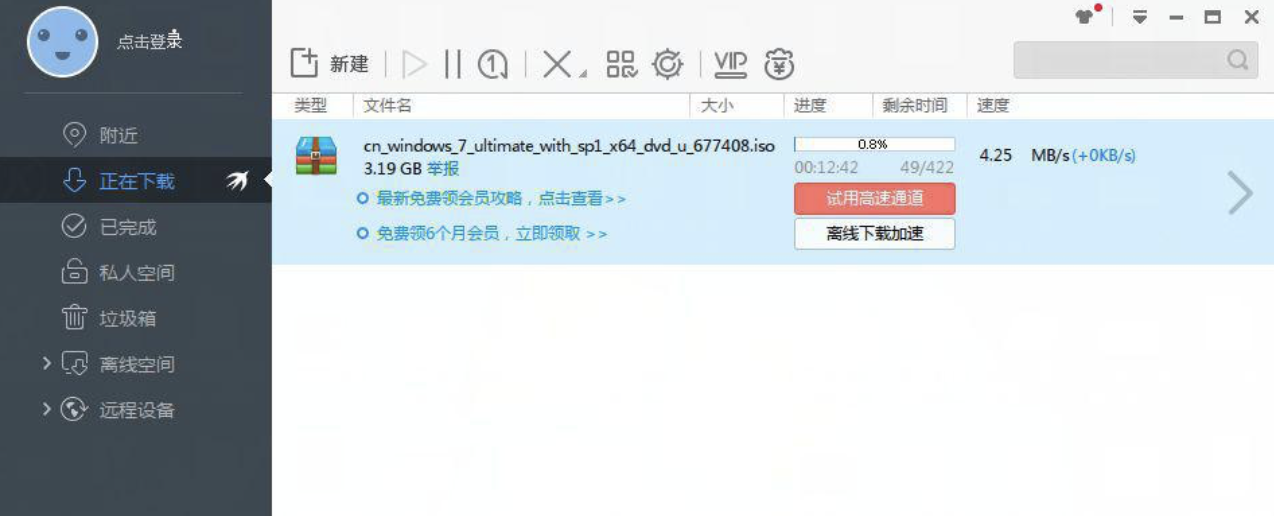 点击登录
新建
VIP
附近
正在下载
已完成
私人空间
垃圾箱
离线空间
远程设备
类型 文件名 大小 进度 剩余时间 速度
cn_windows_7_ultimate_with_sp1_x64_dvd_u_677408.iso 0.8%
3.19 GB 举报 00:12:42 49/422 4.25 MB/s(+0KB/s)
最新免费领会员攻略，点击查看>> 试用高速通道
免费领6个月会员，立即领取 >> 离线下载加速